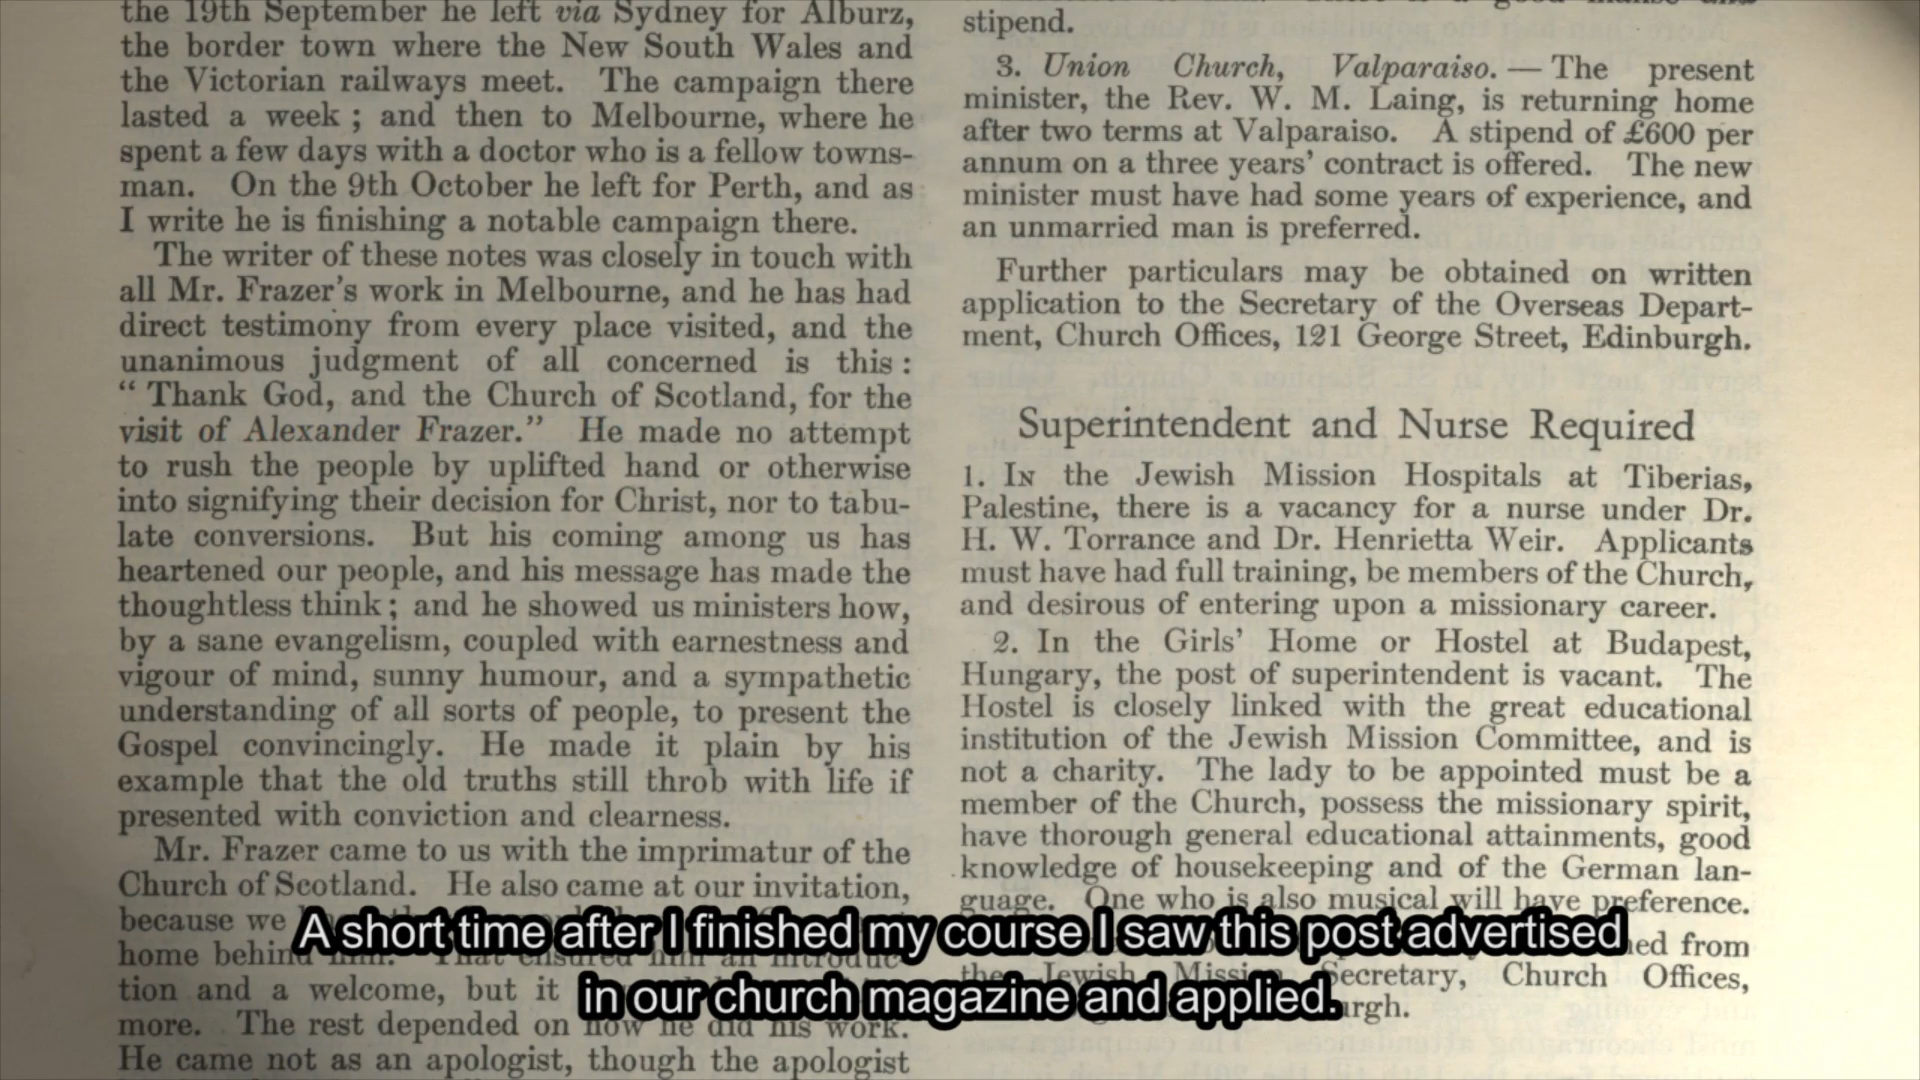 the 19th September he left via Sydney for Alburz,
the border town where the New South Wales and
the Victorian railways meet. The campaign there
lasted a week ; and then to Melbourne, where he
spent a few days with a doctor who is a fellow towns-
man. On the 9th October he left for Perth, and as
I write he is finishing a notable campaign there.
The writer of these notes was closely in touch with
all Mr. Frazer's work in Melbourne, and he has had
direct testimony from every place visited, and the
unanimous judgment of all concerned is this :
“ Thank God, and the Church of Scotland, for the
visit of Alexander Frazer.” He made no attempt
to rush the people by uplifted hand or otherwise
into signifying their decision for Christ, nor to tabu-
late conversions. But his coming among us has
heartened our people, and his message has made the
thoughtless think ; and he showed us ministers how,
by a sane evangelism, coupled with earnestness and
vigour of mind, sunny humour, and a sympathetic
understanding of all sorts of people, to present the
Gospel convincingly. He made it plain by his
example that the old truths still throb with life if
presented with conviction and clearness.
Mr. Frazer came to us with the imprimatur of the
Church of Scotland. He also came at our invitation,
because we
home behind him. That ensured him an introduc-
tion and a welcome, but it
more. The rest depended on how he did his work.
He came not as an apologist, though the apologist
stipend.
3. Union Church, Valparaiso. — The present
minister, the Rev. W. M. Laing, is returning home
after two terms at Valparaiso. A stipend of £600 per
annum on a three years' contract is offered. The new
minister must have had some years of experience, and
an unmarried man is preferred.
Further particulars may be obtained on written
application to the Secretary of the Overseas Depart-
ment, Church Offices, 121 George Street, Edinburgh.
Superintendent and Nurse Required
1. In the Jewish Mission Hospitals at Tiberias,
Palestine, there is a vacancy for a nurse under Dr.
H. W. Torrance and Dr. Henrietta Weir. Applicants
must have had full training, be members of the Church,
and desirous of entering upon a missionary career.
2. In the Girls' Home or Hostel at Budapest,
Hungary, the post of superintendent is vacant. The
Hostel is closely linked with the great educational
institution of the Jewish Mission Committee, and is
not a charity. The lady to be appointed must be a
member of the Church, possess the missionary spirit,
have thorough general educational attainments, good
knowledge of housekeeping and of the German lan-
guage. One who is also musical will have preference.
from
the Jewish Mission Secretary, Church Offices,
A short time after I finished my course I saw this post advertised
in our church magazine and applied.